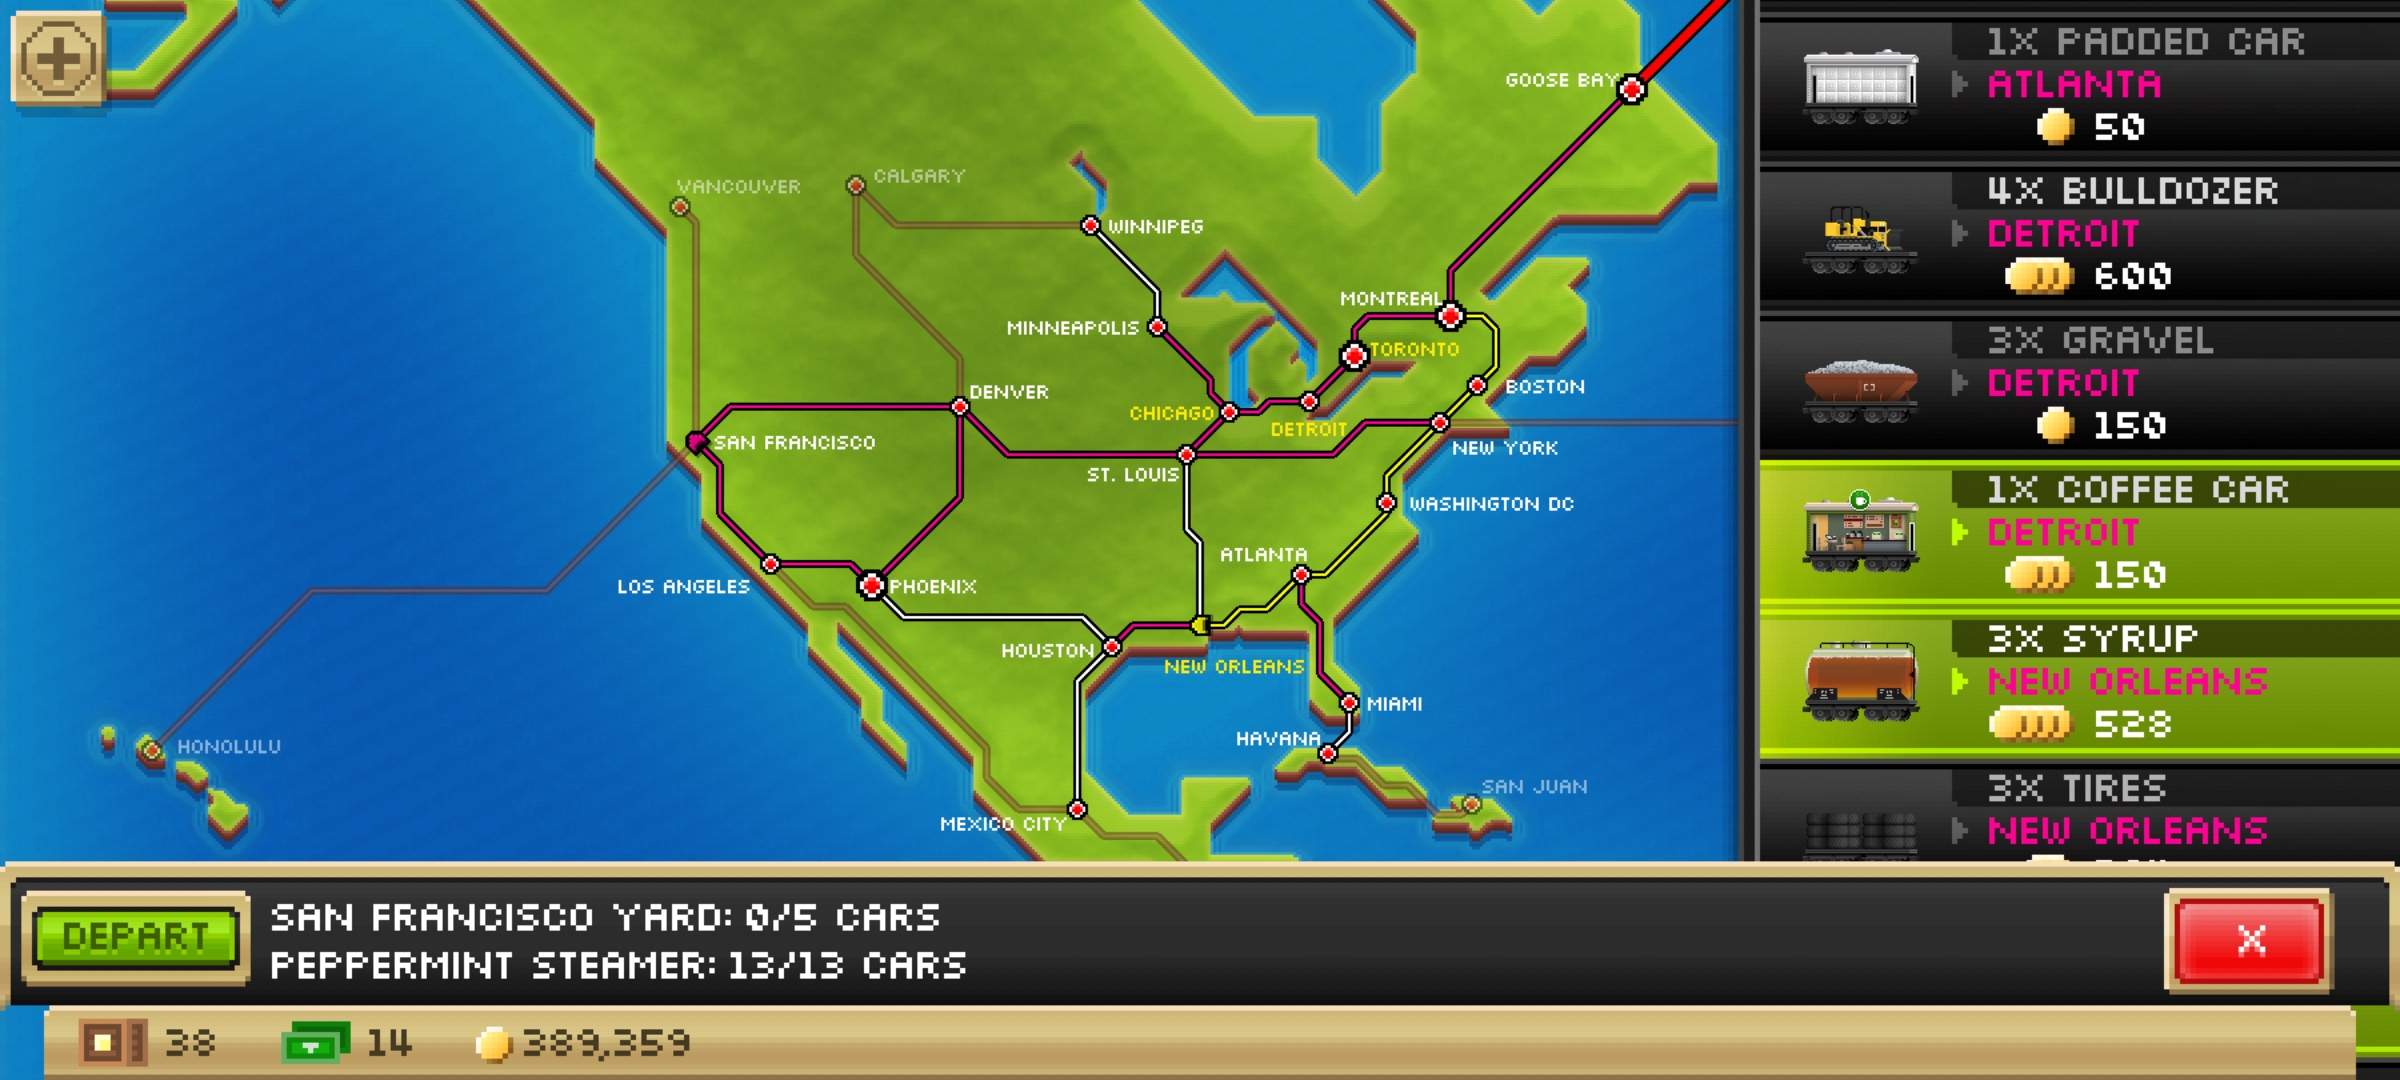 GOOSE BAY
VANCOUVER
CALGARY
WINNIPEG
MONTREAL
MINNEAPOLIS
TORONTO
DENVER
BOSTON
CHICAGO
DETROIT
SAN FRANCISCO
NEW YORK
ST. LOUIS
WASHINGTON DC
ATLANTA
LOS ANGELES
PHOENIX
HOUSTON
NEW ORLEANS
MIAMI
HAVANA
HONOLULU
SAN JUAN
MEXICO CITY
1X PADDED CAR
ATLANTA
50
4X BULLDOZER
DETROIT
600
3X GRAVEL
DETROIT
150
1X COFFEE CAR
DETROIT
150
3X SYRUP
NEW ORLEANS
528
3X TIRES
NEW ORLEANS
DEPART
SAN FRANCISCO YARD: 0/5 CARS
PEPPERMINT STEAMER: 13/13 CARS
X
38
14
389,359